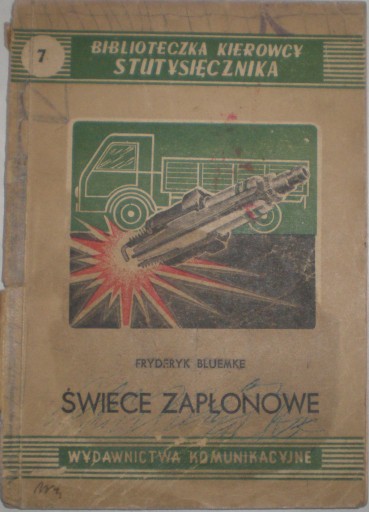 7
BIBLIOTECZKA KIEROWCY
STUTYSIĘCZNIKA
FRYDERYK BLUEMKE
ŚWIECE ZAPŁONOWE
WYDAWNICTWA KOMUNIKACYJNE